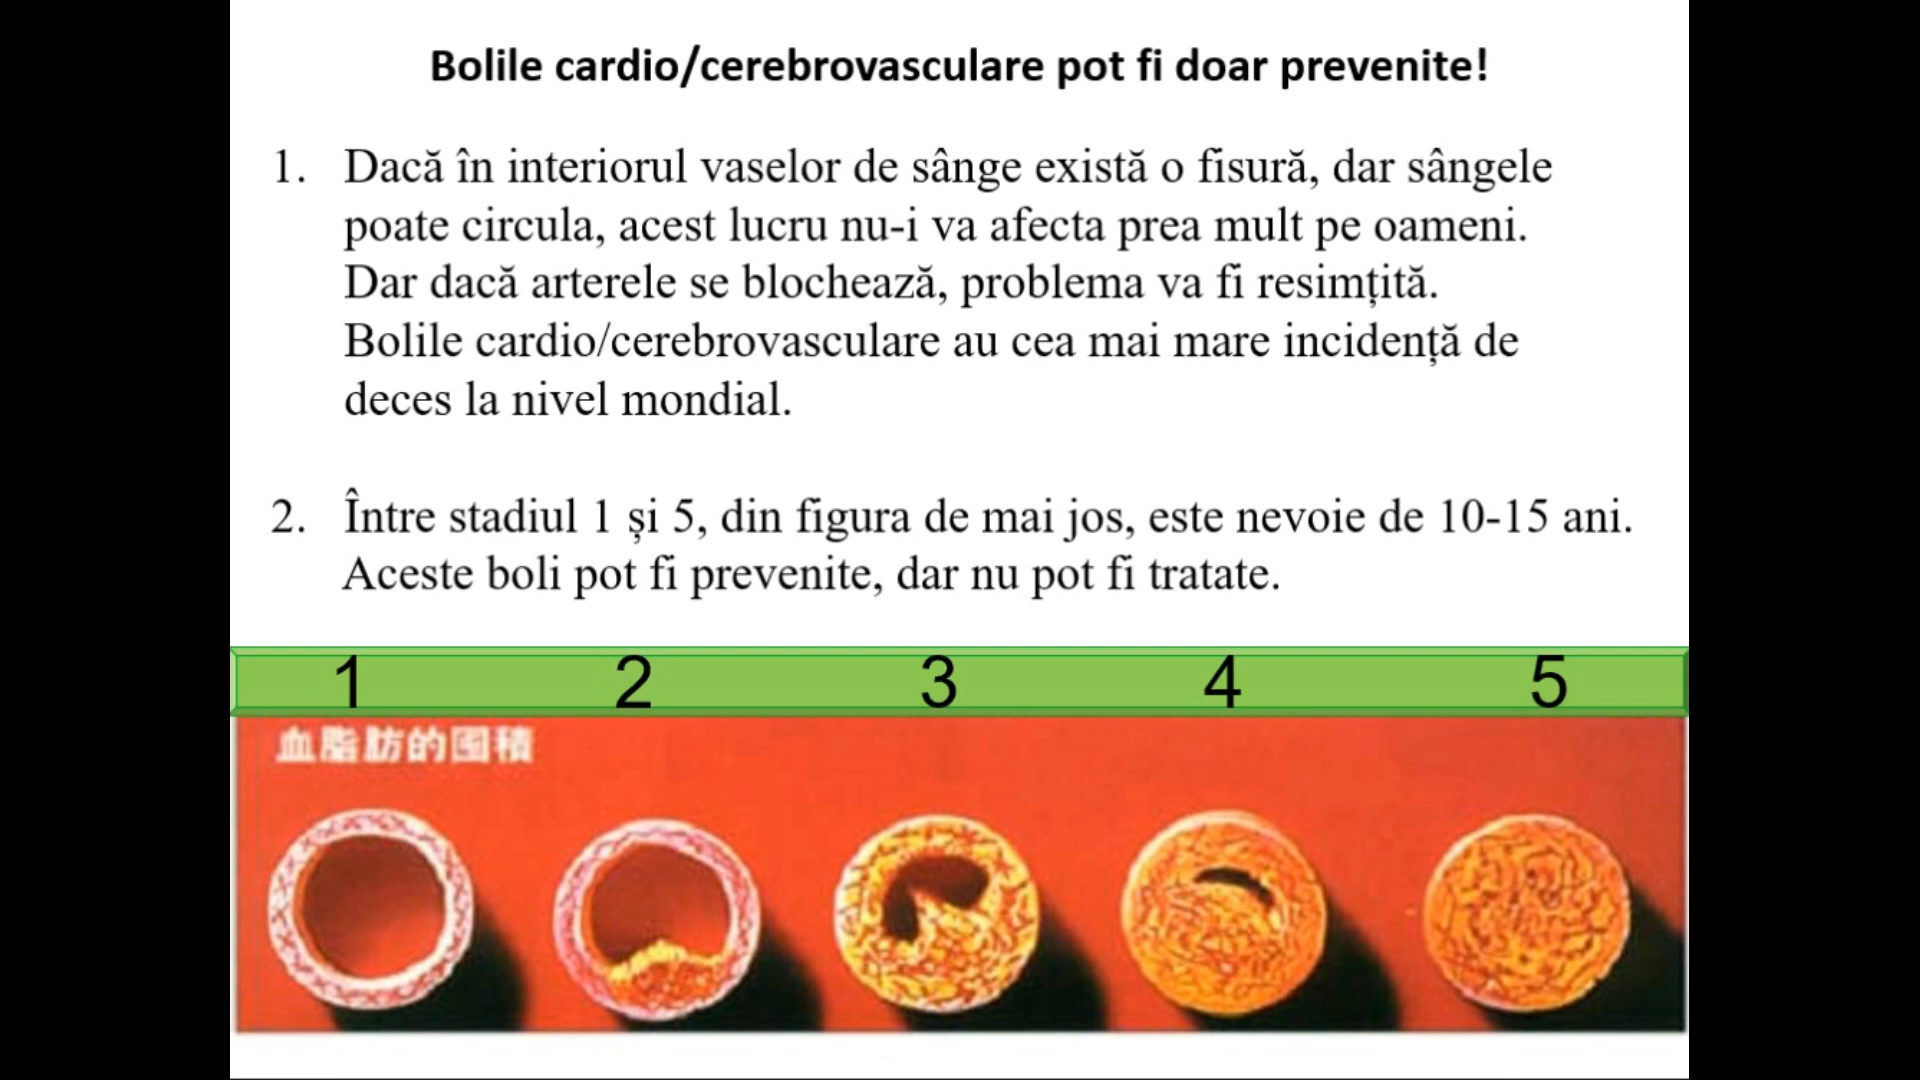 Bolile cardio/cerebrovasculare pot fi doar prevenite!
1. Dacă în interiorul vaselor de sânge există o fisură, dar sângele
poate circula, acest lucru nu-i va afecta prea mult pe oameni.
Dar dacă arterele se blochează, problema va fi resimțită.
Bolile cardio/cerebrovasculare au cea mai mare incidență de
deces la nivel mondial.
2. Între stadiul 1 și 5, din figura de mai jos, este nevoie de 10-15 ani.
Aceste boli pot fi prevenite, dar nu pot fi tratate.
1 2 3 4 5
血脂肪的囤積